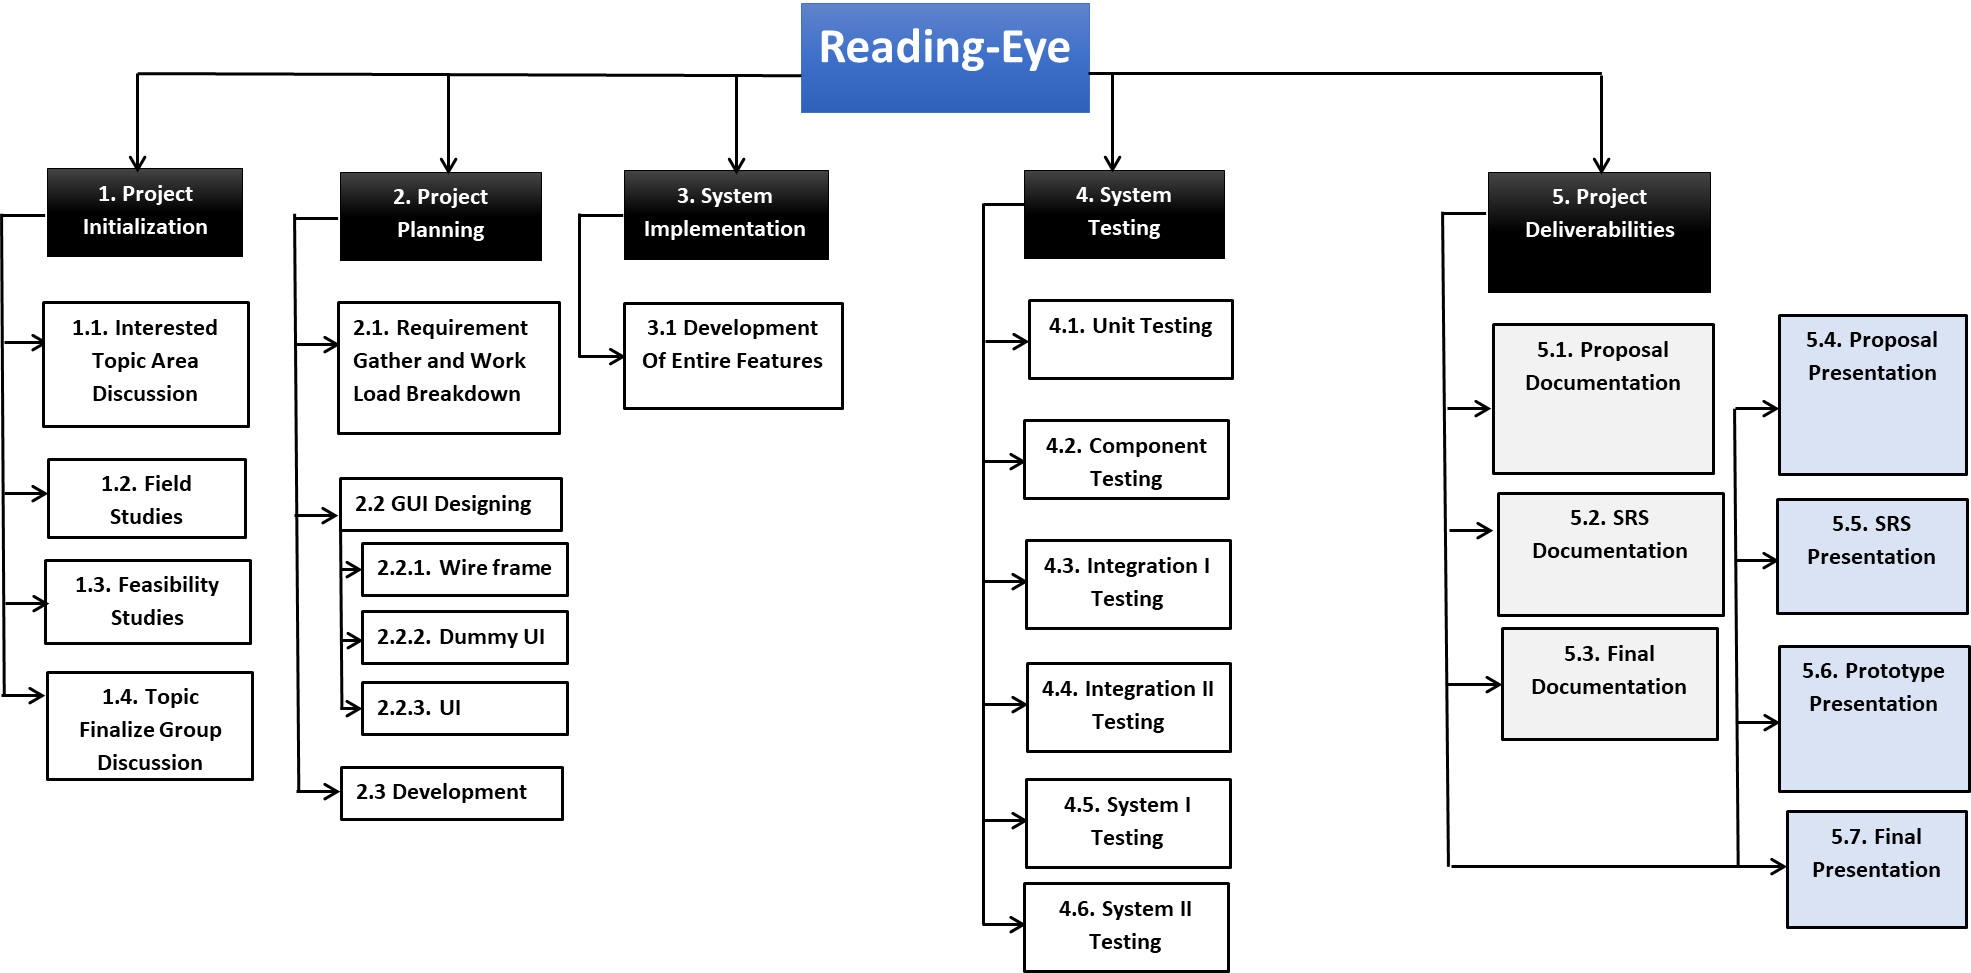 Reading-Eye
1. Project
Initialization
1.1. Interested
Topic Area
Discussion
1.2. Field
Studies
1.3. Feasibility
Studies
1.4. Topic
Finalize Group
Discussion
2. Project
Planning
2.1. Requirement
Gather and Work
Load Breakdown
2.2 GUI Designing
2.2.1. Wire frame
2.2.2. Dummy UI
2.2.3. UI
2.3 Development
3. System
Implementation
3.1 Development
Of Entire Features
4. System
Testing
4.1. Unit Testing
4.2. Component
Testing
4.3. Integration I
Testing
4.4. Integration II
Testing
4.5. System I
Testing
4.6. System II
Testing
5. Project
Deliverabilities
5.1. Proposal
Documentation
5.2. SRS
Documentation
5.3. Final
Documentation
5.4. Proposal
Presentation
5.5. SRS
Presentation
5.6. Prototype
Presentation
5.7. Final
Presentation